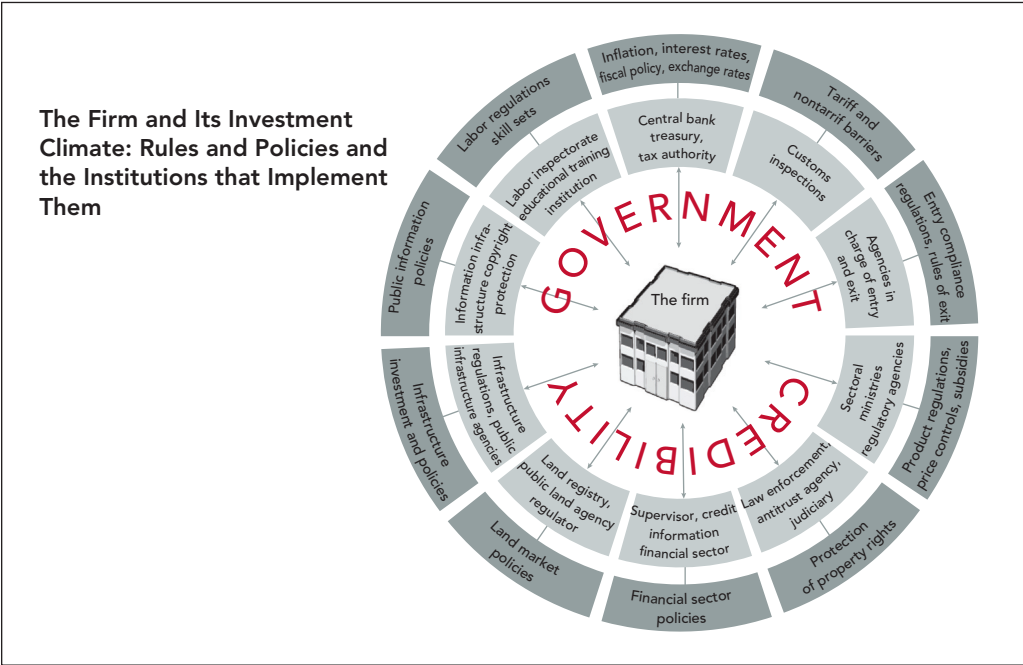 The Firm and Its Investment
Climate: Rules and Policies and
the Institutions that Implement
Them
Inflation, interest rates,
fiscal policy, exchange rates
Tariff and
nontarrif barriers
Entry compliance
regulations, rules of exit
Product regulations,
price controls, subsidies
Protection
of property rights
Financial sector
policies
Land market
policies
Infrastructure
investment and policies
Public information
policies
Labor regulations
skill sets
Central bank
treasury,
tax authority
Customs
inspections
Agencies in
charge of entry
and exit
Sectoral
ministries
regulatory agencies
Law enforcement,
antitrust agency,
judiciary
Supervisor, credit
information
financial sector
Land registry,
public land agency
regulator
Infrastructure
regulations, public
infrastructure agencies
Information infra-
structure copyright
protection
Labor inspectorate
educational training
institution
GOVERNMENT
CREDIBILITY
The firm